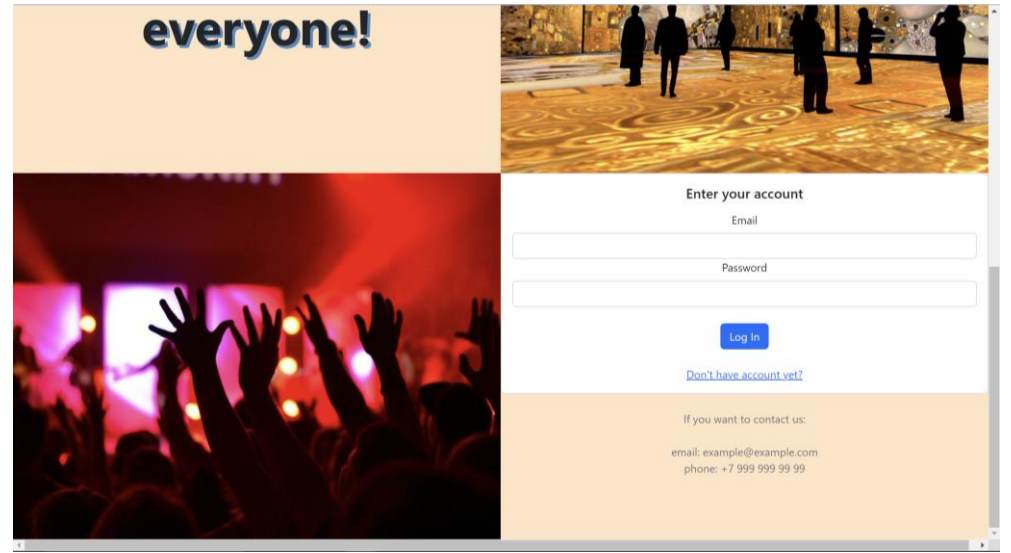 everyone!
Enter your account
Email
Password
Log In
Don't have account yet?
If you want to contact us:
email: example@example.com
phone: +7 999 999 99 99